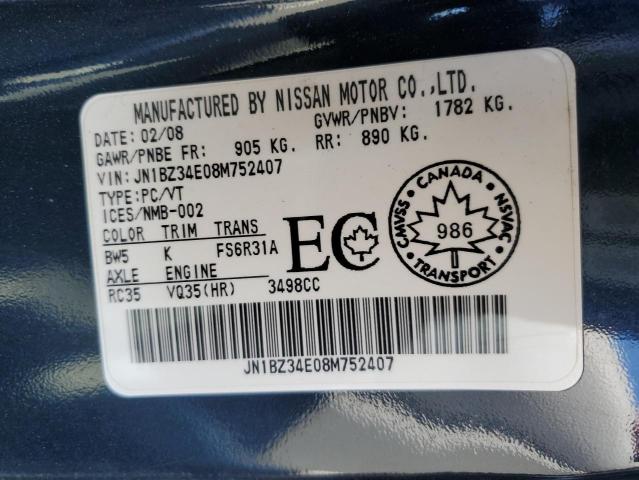 MANUFACTURED BY NISSAN MOTOR CO.,LTD.
DATE: 02/08 GVWR/PNBV: 1782 KG.
GAWR/PNBE FR: 905 KG. RR: 890 KG.
VIN: JN1BZ34E08M752407
TYPE:PC/VT
ICES/NMB-002
COLOR TRIM TRANS
BW5 K FS6R31A
AXLE ENGINE
RC35 VQ35(HR) 3498CC
EC
CANADA
CMVSS 986 NSVAC
TRANSPORT
JN1BZ34E08M752407